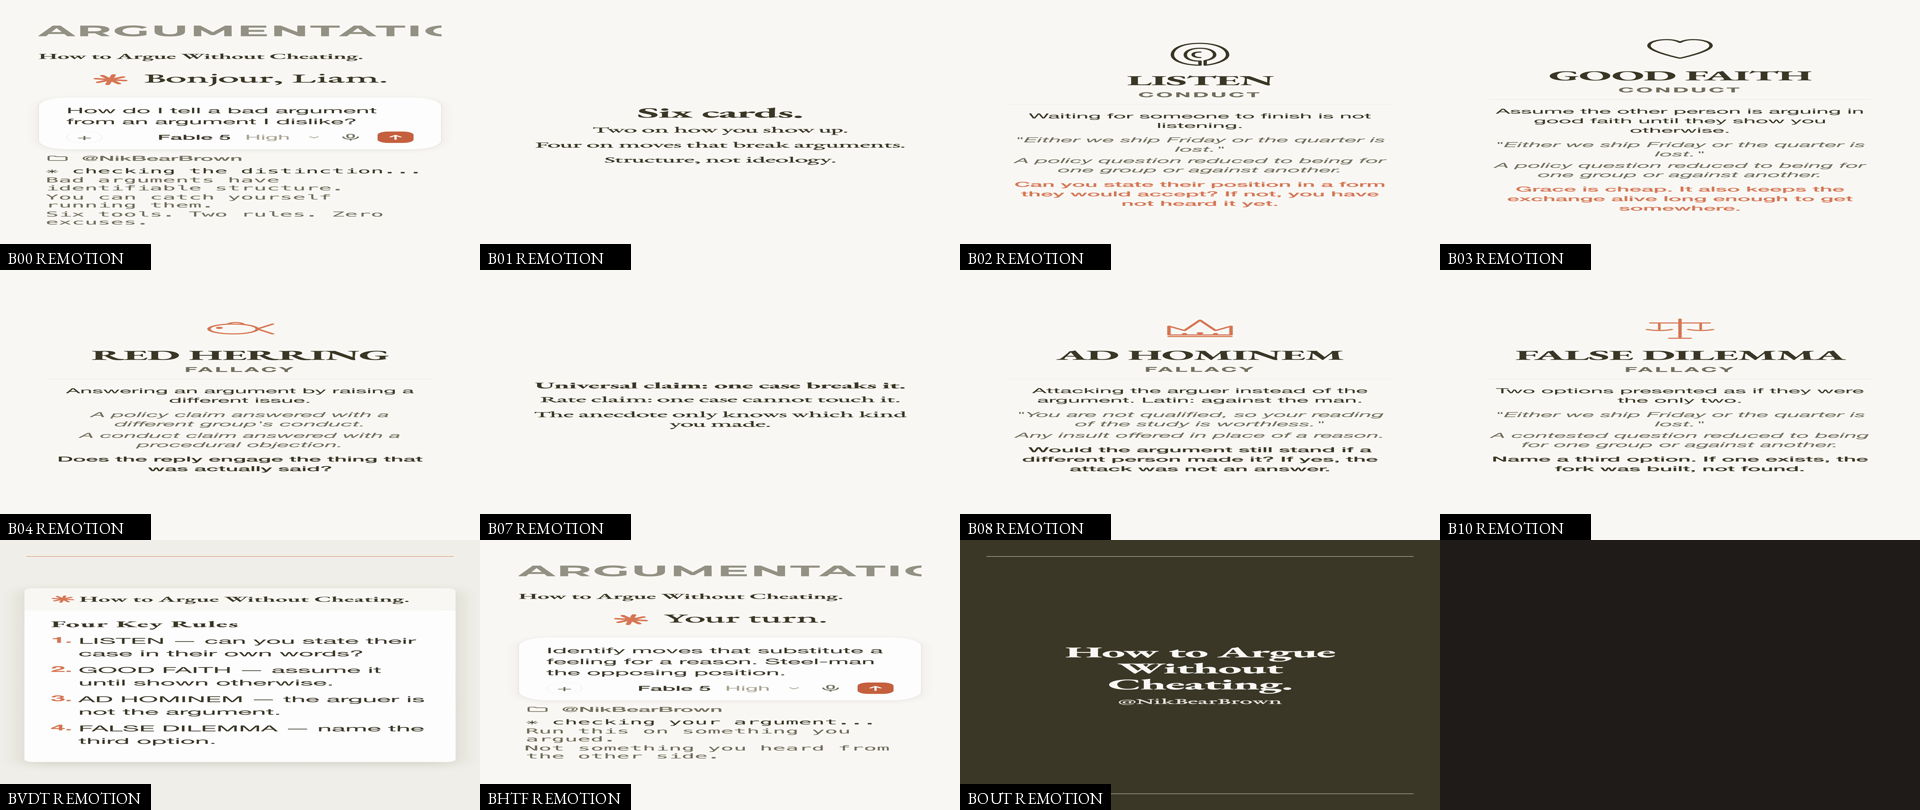 ARGUMENTATIC
How to Argue Without Cheating.
Bonjour, Liam.
How do I tell a bad argument
from an argument I dislike?
+ Fable 5 High
@NikBearBrown
* checking the distinction...
Bad arguments have
identifiable structure.
You can catch yourself
running them.
Six tools. Two rules. Zero
excuses.
B00 REMOTION
Six cards.
Two on how you show up.
Four on moves that break arguments.
Structure, not ideology.
B01 REMOTION
LISTEN
CONDUCT
Waiting for someone to finish is not
listening.
"Either we ship Friday or the quarter is
lost."
A policy question reduced to being for
one group or against another.
Can you state their position in a form
they would accept? If not, you have
not heard it yet.
B02 REMOTION
GOOD FAITH
CONDUCT
Assume the other person is arguing in
good faith until they show you
otherwise.
"Either we ship Friday or the quarter is
lost."
A policy question reduced to being for
one group or against another.
Grace is cheap. It also keeps the
exchange alive long enough to get
somewhere.
B03 REMOTION
RED HERRING
FALLACY
Answering an argument by raising a
different issue.
A policy claim answered with a
different group's conduct.
A conduct claim answered with a
procedural objection.
Does the reply engage the thing that
was actually said?
B04 REMOTION
Universal claim: one case breaks it.
Rate claim: one case cannot touch it.
The anecdote only knows which kind
you made.
B07 REMOTION
AD HOMINEM
FALLACY
Attacking the arguer instead of the
argument. Latin: against the man.
"You are not qualified, so your reading
of the study is worthless."
Any insult offered in place of a reason.
Would the argument still stand if a
different person made it? If yes, the
attack was not an answer.
B08 REMOTION
FALSE DILEMMA
FALLACY
Two options presented as if they were
the only two.
"Either we ship Friday or the quarter is
lost."
A contested question reduced to being
for one group or against another.
Name a third option. If one exists, the
fork was built, not found.
B10 REMOTION
How to Argue Without Cheating.
Four Key Rules
1. LISTEN — can you state their
case in their own words?
2. GOOD FAITH — assume it
until shown otherwise.
3. AD HOMINEM — the arguer is
not the argument.
4. FALSE DILEMMA — name the
third option.
BVDT REMOTION
ARGUMENTATIC
How to Argue Without Cheating.
Your turn.
Identify moves that substitute a
feeling for a reason. Steel-man
the opposing position.
+ Fable 5 High
@NikBearBrown
* checking your argument...
Run this on something you
argued.
Not something you heard from
the other side.
BHTF REMOTION
How to Argue
Without
Cheating.
@NikBearBrown
BOUT REMOTION